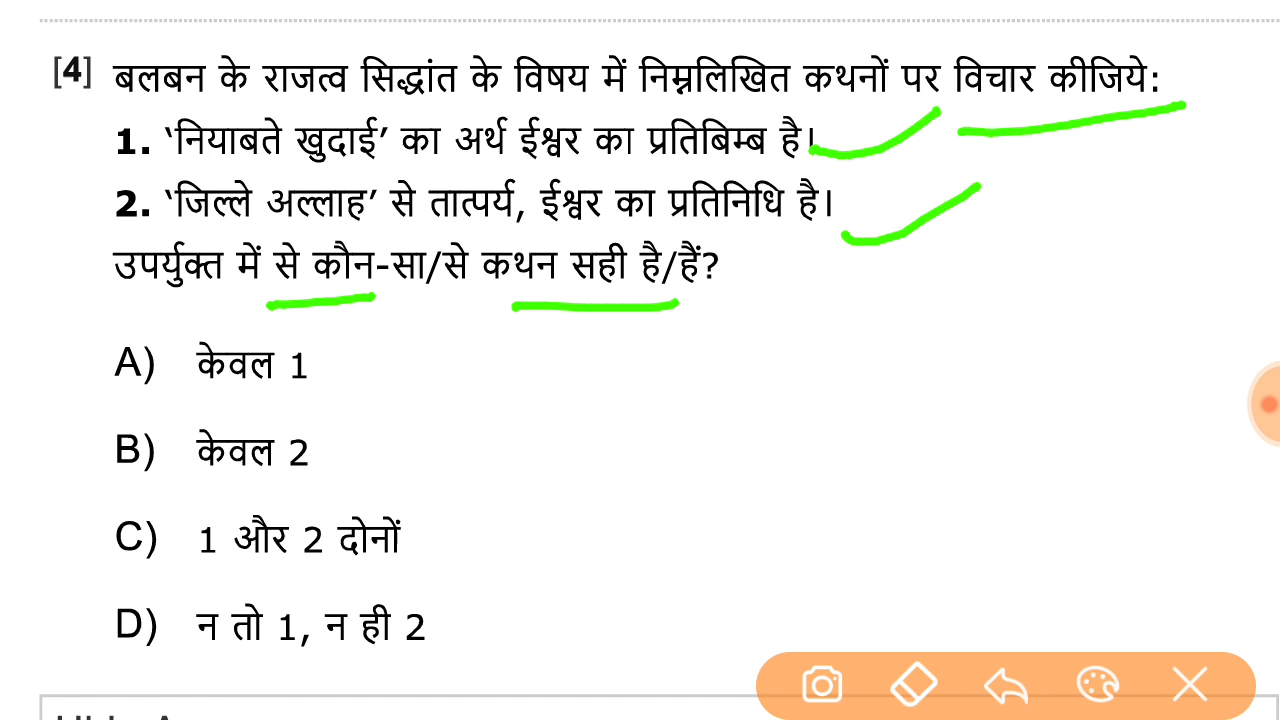 [4] बलबन के राजत्व सिद्धांत के विषय में निम्नलिखित कथनों पर विचार कीजिये:
1. ‘नियाबते खुदाई’ का अर्थ ईश्वर का प्रतिबिम्ब है।
2. ‘जिल्ले अल्लाह’ से तात्पर्य, ईश्वर का प्रतिनिधि है।
उपर्युक्त में से कौन-सा/से कथन सही है/हैं?
A) केवल 1
B) केवल 2
C) 1 और 2 दोनों
D) न तो 1, न ही 2